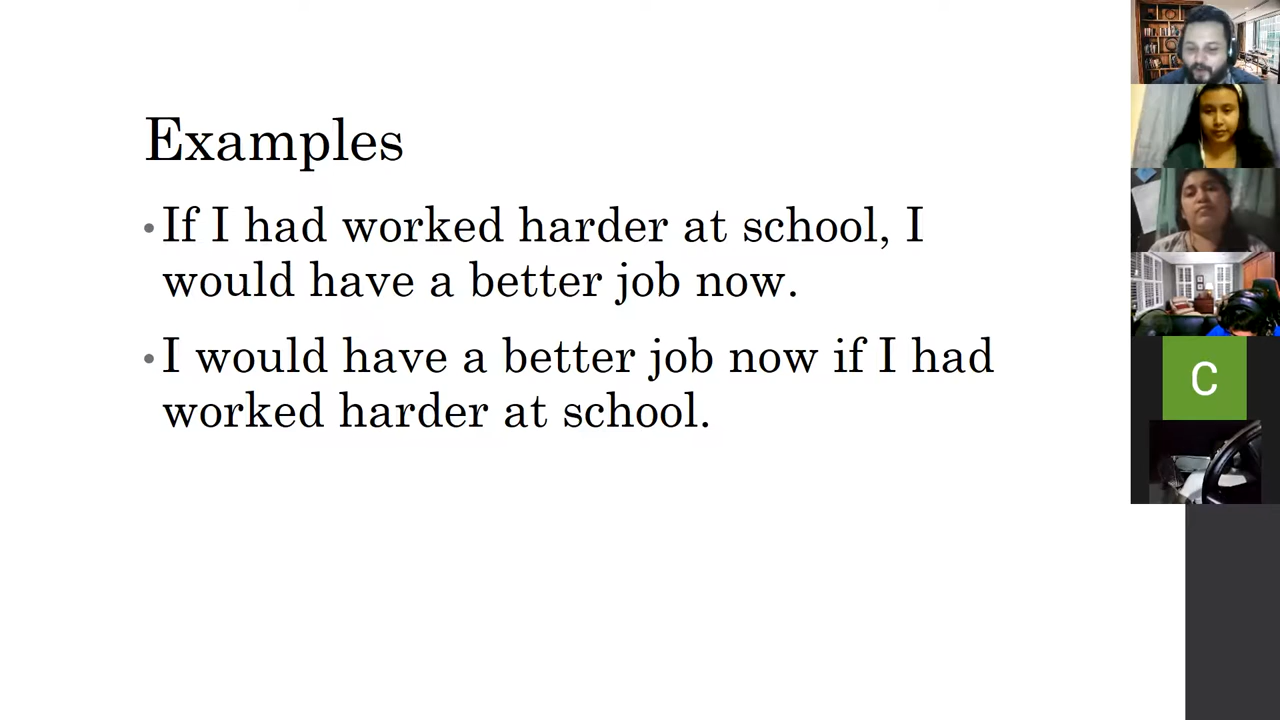 Examples
•If I had worked harder at school, I
would have a better job now.
•I would have a better job now if I had
worked harder at school.
C